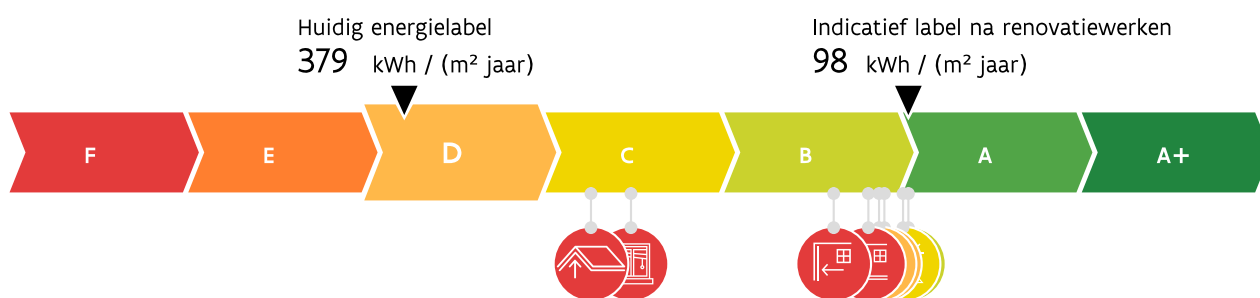 Huidig energielabel
379 kWh / (m² jaar)
Indicatief label na renovatiewerken
98 kWh / (m² jaar)
F E D C B A A+